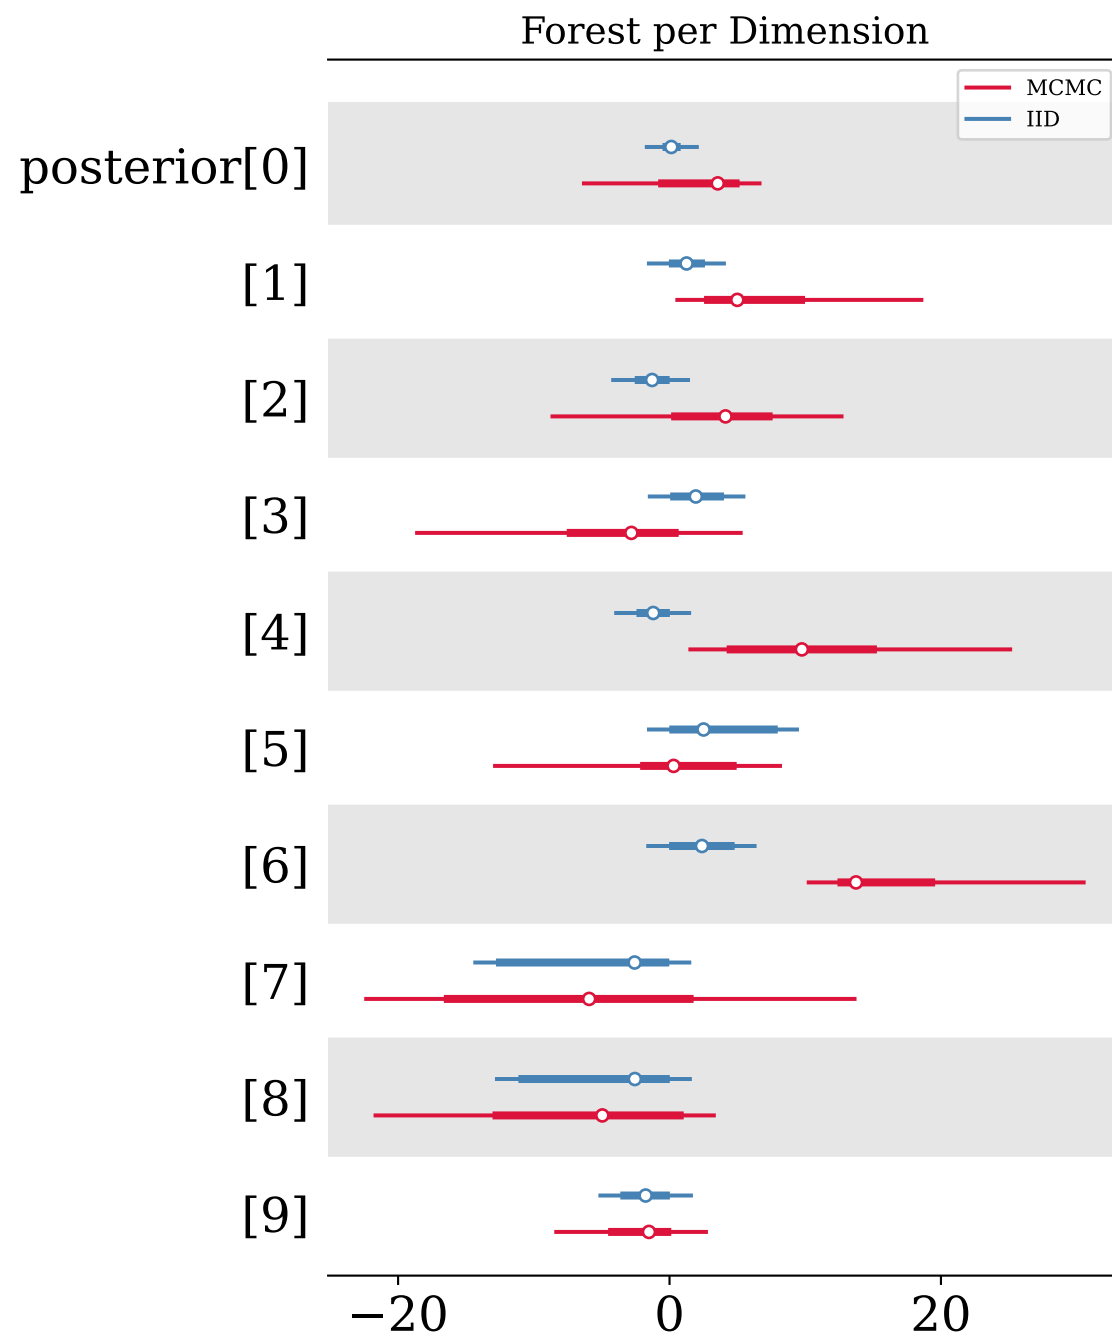 Forest per Dimension
MCMC
IID
posterior[0]
[1]
[2]
[3]
[4]
[5]
[6]
[7]
[8]
[9]
−20 0 20